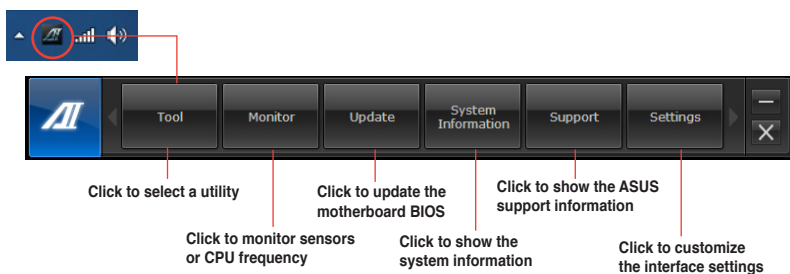 Tool
Monitor
Update
System
Information
Support
Settings
Click to select a utility
Click to update the
motherboard BIOS
Click to show the ASUS
support information
Click to monitor sensors
or CPU frequency
Click to show the
system information
Click to customize
the interface settings